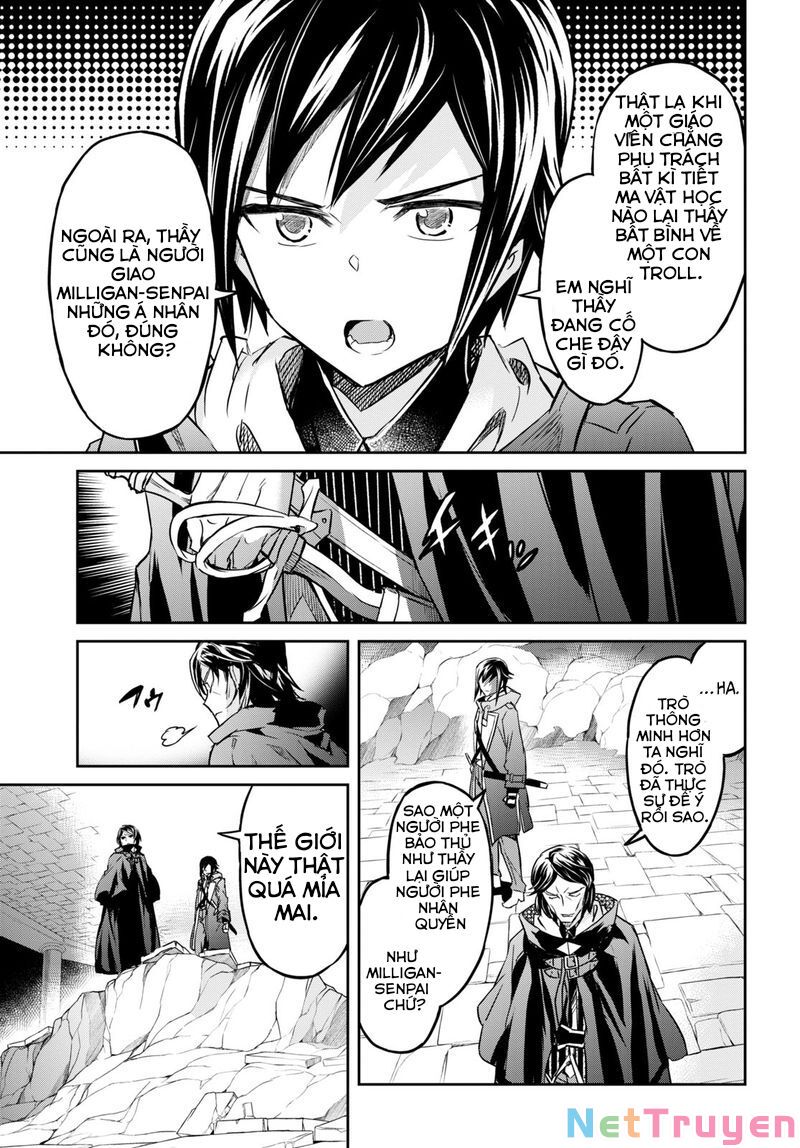 THẬT LẠ KHI
MỘT GIÁO
VIÊN CHẲNG
PHỤ TRÁCH
BẤT KÌ TIẾT
MA VẬT HỌC
NÀO LẠI THẤY
BẤT BÌNH VỀ
MỘT CON
TROLL.
EM NGHĨ
THẦY
ĐANG CỐ
CHE ĐẬY
GÌ ĐÓ.
NGOÀI RA, THẦY
CŨNG LÀ NGƯỜI
GIAO
MILLIGAN-SENPAI
NHỮNG Á NHÂN
ĐÓ, ĐÚNG
KHÔNG?
...HA.
TRÒ
THÔNG
MINH HƠN
TA NGHĨ
ĐÓ. TRÒ
ĐÃ THỰC
SỰ ĐỂ Ý
RỒI SAO.
SAO MỘT
NGƯỜI PHE
BẢO THỦ
NHƯ THẦY
LẠI GIÚP
NGƯỜI PHE
NHÂN
QUYỀN
NHƯ
MILLIGAN-
SENPAI
CHỨ?
THẾ GIỚI
NÀY THẬT
QUÁ MỈA
MAI.
NetTruyen